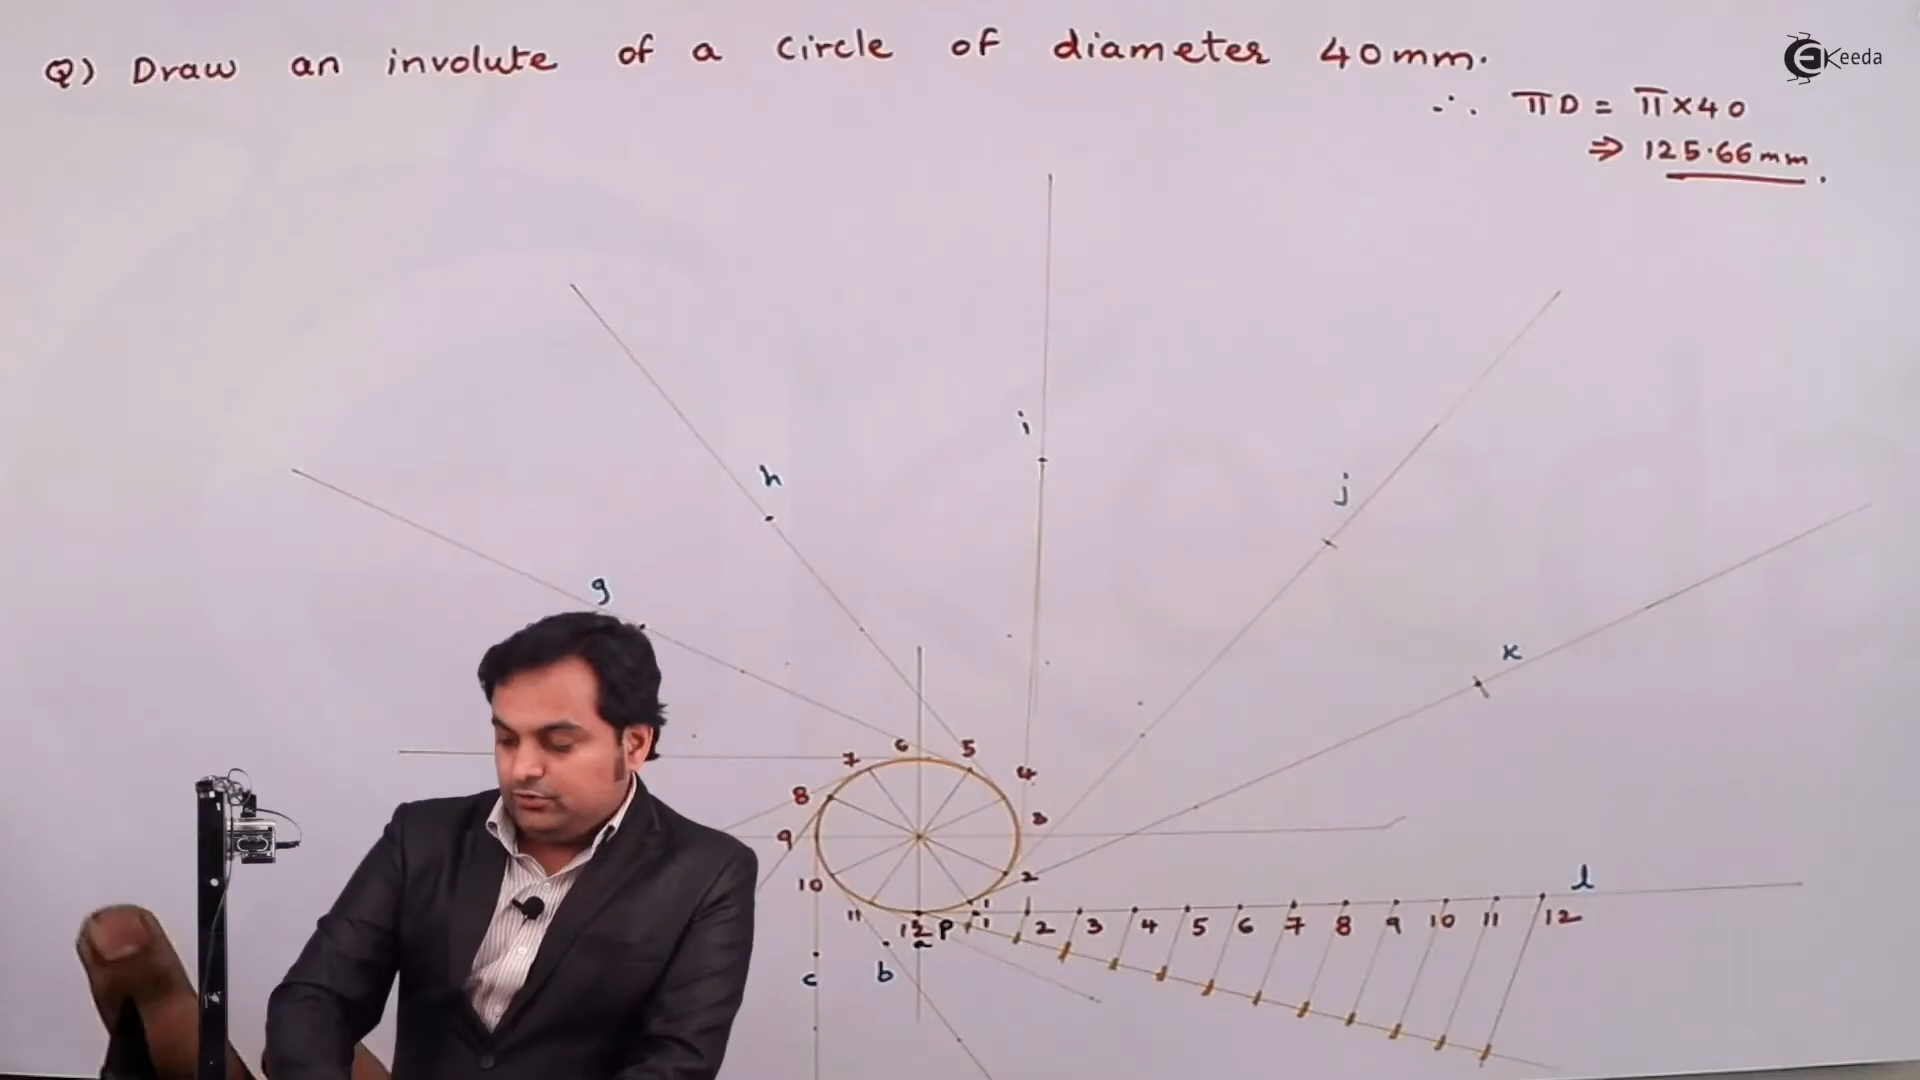 Q) Draw an involute of a circle of diameter 40mm.
EKeeda
∴ πD = π×40
⇒ 125.66mm.
i
h
j
g
k
6 5
7 4
8
9 3
10 2
l
11 12 P 1 2 3 4 5 6 7 8 9 10 11 12
a
c b